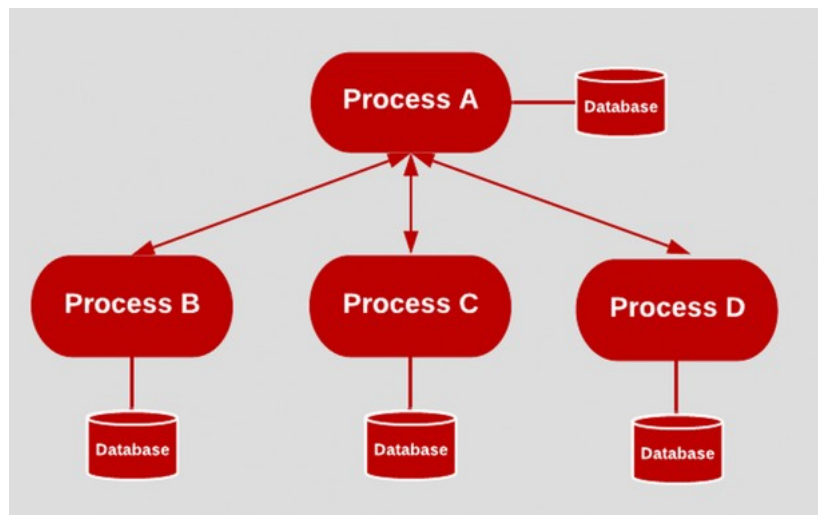 Process A
Database
Process B
Process C
Process D
Database
Database
Database